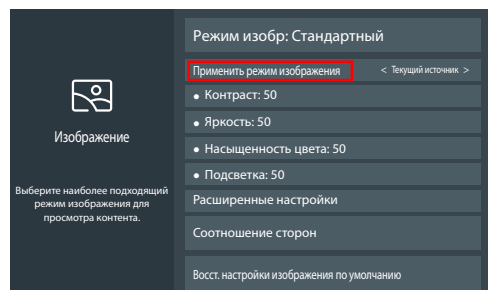 Изображение
Выберите наиболее подходящий
режим изображения для
просмотра контента.
Режим изобр: Стандартный
Применить режим изображения < Текущий источник >
• Контраст: 50
• Яркость: 50
• Насыщенность цвета: 50
• Подсветка: 50
Расширенные настройки
Соотношение сторон
Восст. настройки изображения по умолчанию